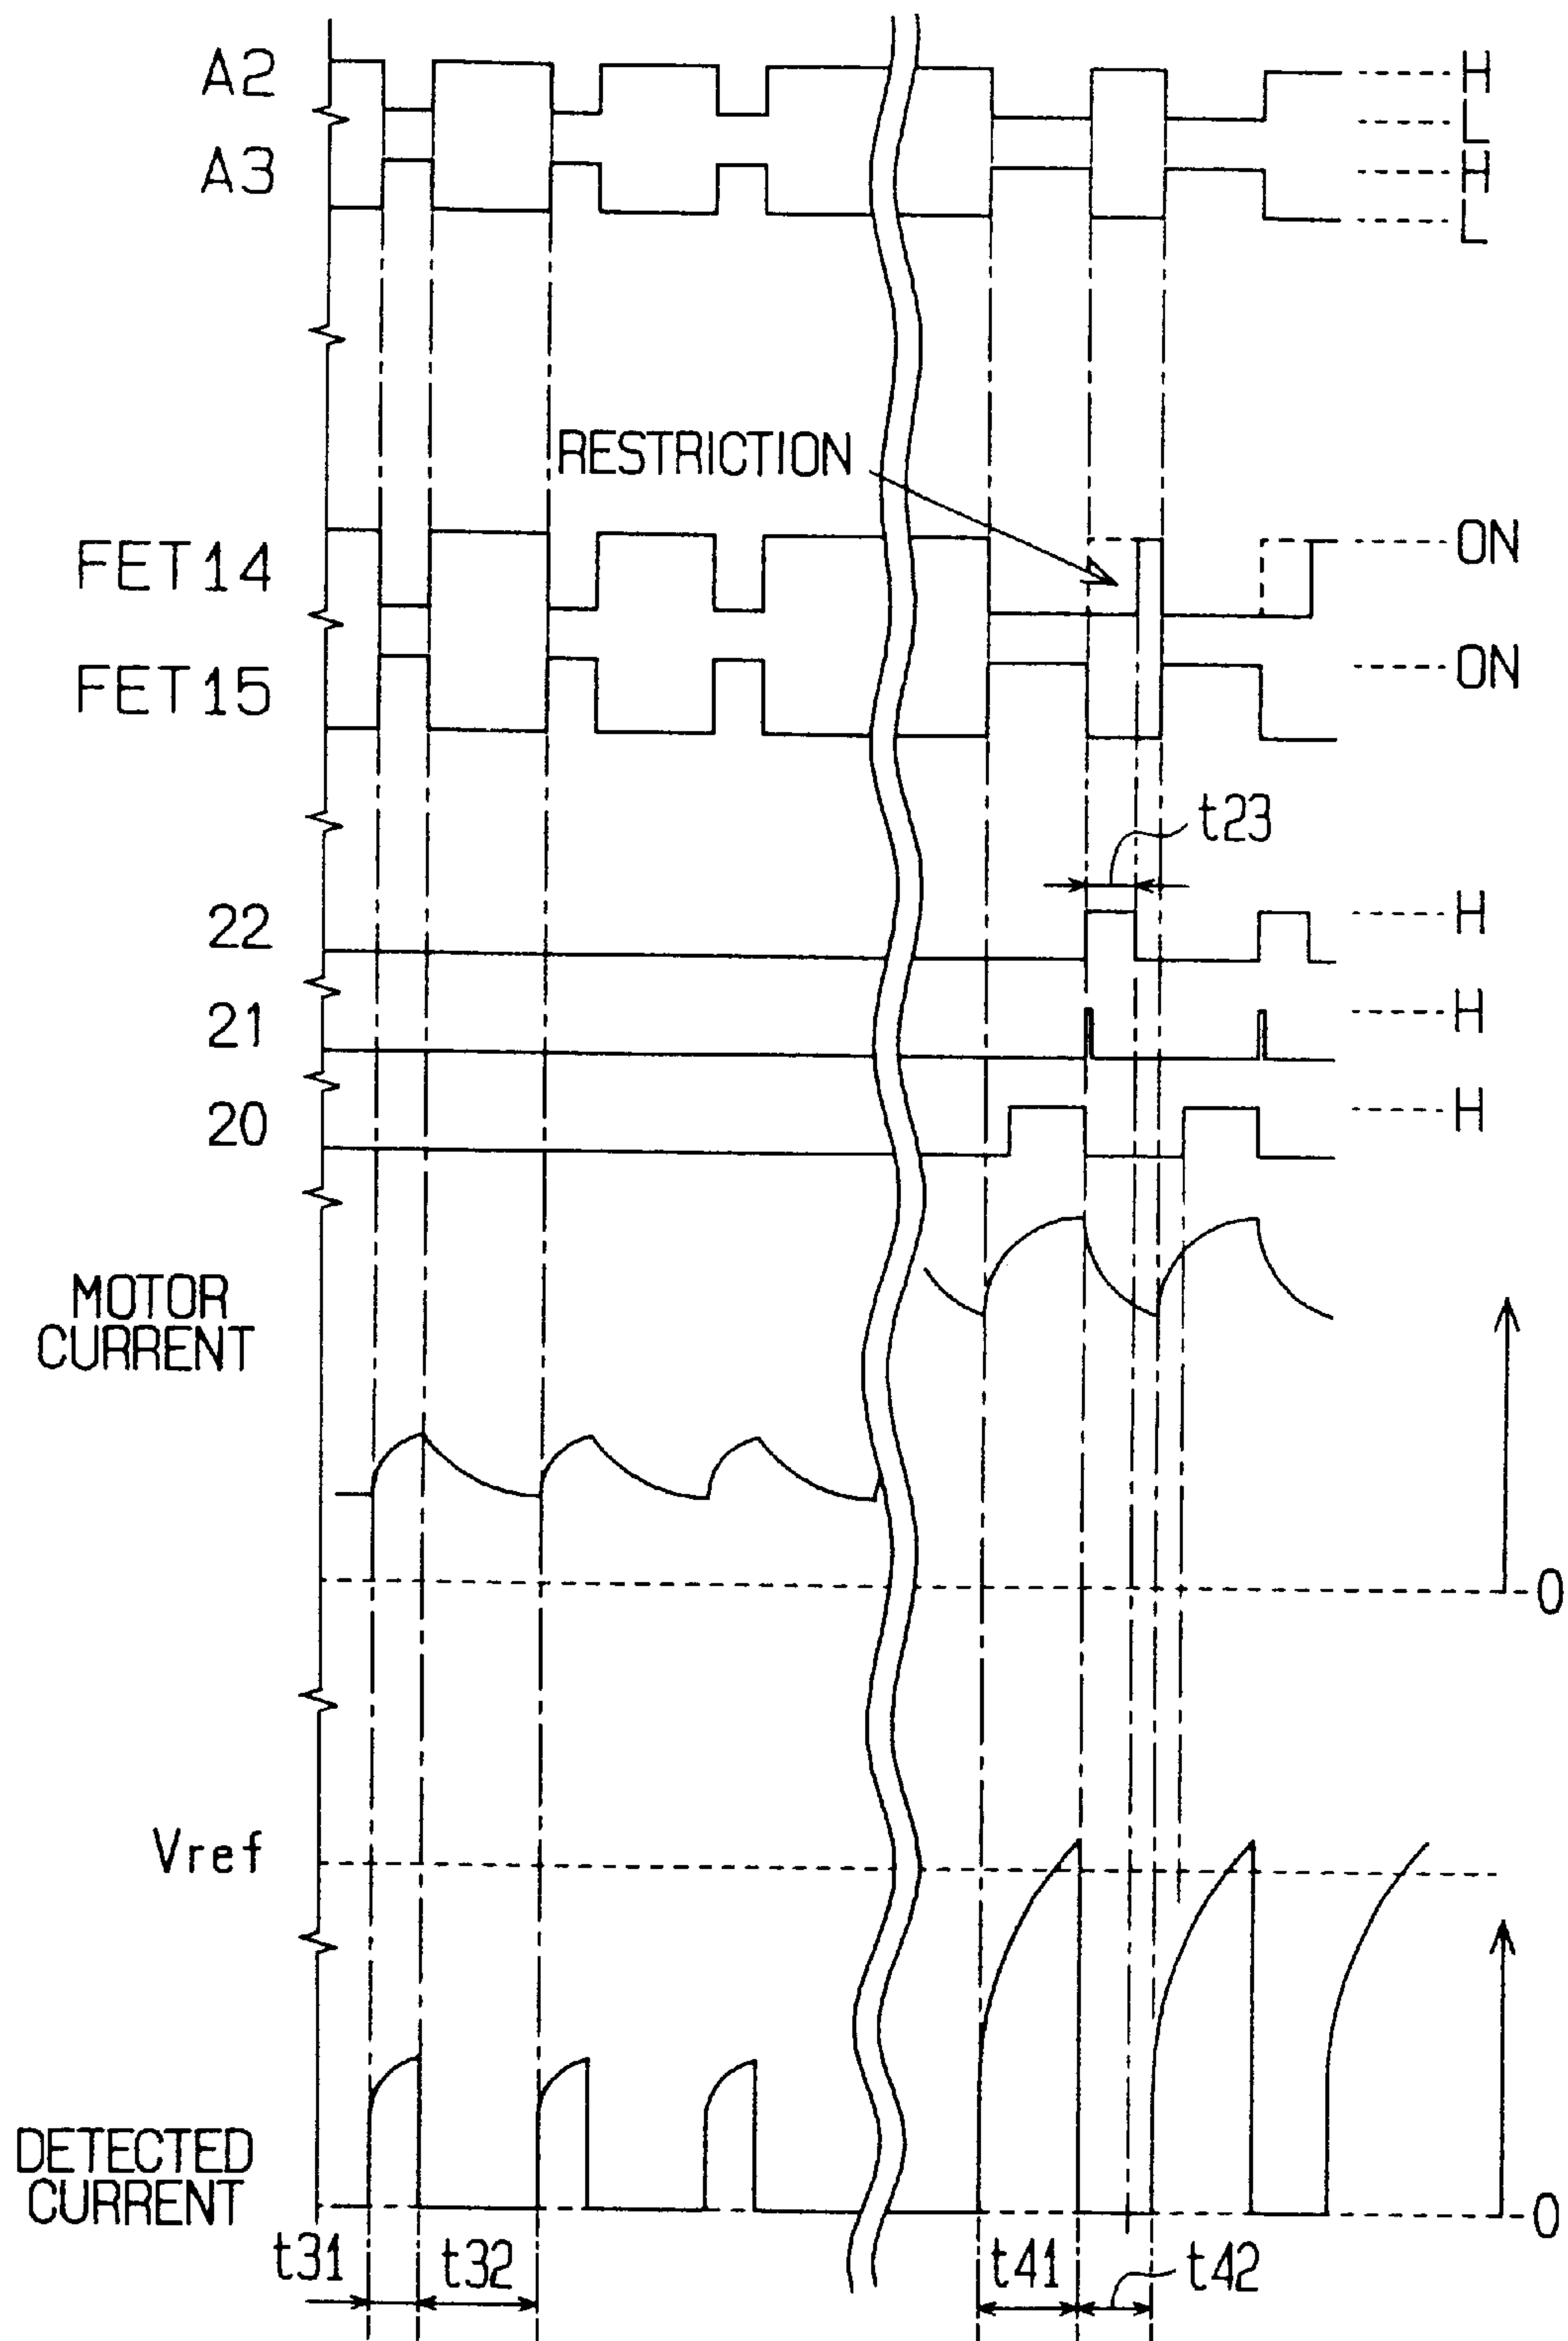 A2
H
L
A3
H
L
RESTRICTION
FET14
ON
FET15
ON
t23
22
H
21
H
20
H
MOTOR
CURRENT
0
Vref
DETECTED
CURRENT
0
t31
t32
t41
t42